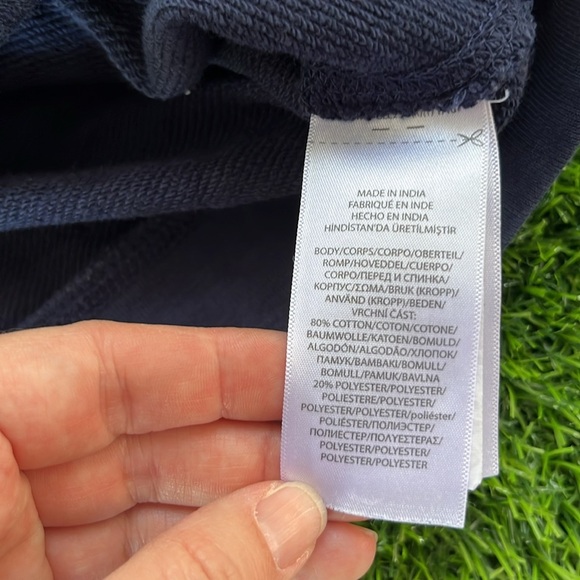 MADE IN INDIA
FABRIQUÉ EN INDE
HECHO EN INDIA
HİNDİSTAN'DA ÜRETİLMİŞTİR
BODY/CORPS/CORPO/OBERTEIL/
ROMP/HOVEDDEL/CUERPO/
CORPO/ПЕРЕД И СПИНКА/
КОРПУС/ΣΩΜΑ/BRUK (KROPP)/
ANVÄND (KROPP)/BEDEN/
VRCHNÍ ČÁST:
80% COTTON/COTON/COTONE/
BAUMWOLLE/KATOEN/BOMULD/
ALGODÓN/ALGODÃO/ХЛОПОК/
ПАМУК/ΒΑΜΒΑΚΙ/BOMULL/
BOMULL/PAMUK/BAVLNA
20% POLYESTER/POLYESTER/
POLIESTERE/POLYESTER/
POLYESTER/POLYESTER/poliéster/
POLIÉSTER/ПОЛИЭСТЕР/
ПОЛИЕСТЕР/ΠΟΛΥΕΣΤΕΡΑΣ/
POLYESTER/POLYESTER/
POLYESTER/POLYESTER